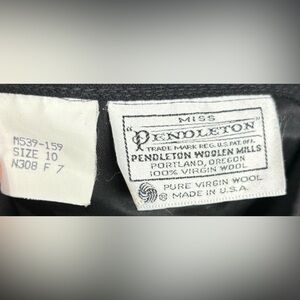 M539-159
SIZE 10
N308 F 7
MISS
"PENDLETON"
TRADE MARK REG. U.S. PAT. OFF.
PENDLETON WOOLEN MILLS
PORTLAND, OREGON
100% VIRGIN WOOL
PURE VIRGIN WOOL
MADE IN U.S.A.